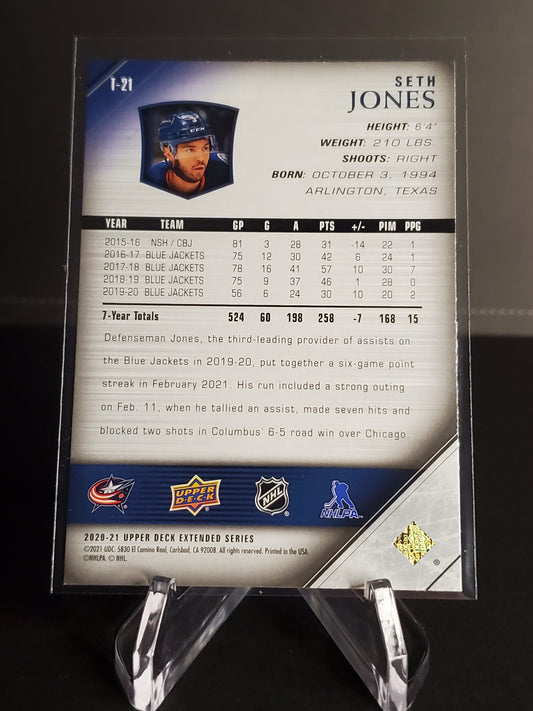 T-21
SETH
JONES
HEIGHT: 6'4"
WEIGHT: 210 LBS.
SHOOTS: RIGHT
BORN: OCTOBER 3, 1994
ARLINGTON, TEXAS
YEAR TEAM GP G A PTS +/- PIM PPG
2015-16 NSH / CBJ 81 3 28 31 -14 22 1
2016-17 BLUE JACKETS 75 12 30 42 6 24 1
2017-18 BLUE JACKETS 78 16 41 57 10 30 7
2018-19 BLUE JACKETS 75 9 37 46 1 28 0
2019-20 BLUE JACKETS 56 6 24 30 10 20 2
7-Year Totals 524 60 198 258 -7 168 15
Defenseman Jones, the third-leading provider of assists on
the Blue Jackets in 2019-20, put together a six-game point
streak in February 2021. His run included a strong outing
on Feb. 11, when he tallied an assist, made seven hits and
blocked two shots in Columbus' 6-5 road win over Chicago.
UPPER
DECK
NHL
NHLPA
®
2020-21 UPPER DECK EXTENDED SERIES
©2021 UDC. 5830 El Camino Real, Carlsbad, CA 92008. All rights reserved. Printed in the USA.
©NHLPA. © NHL
®